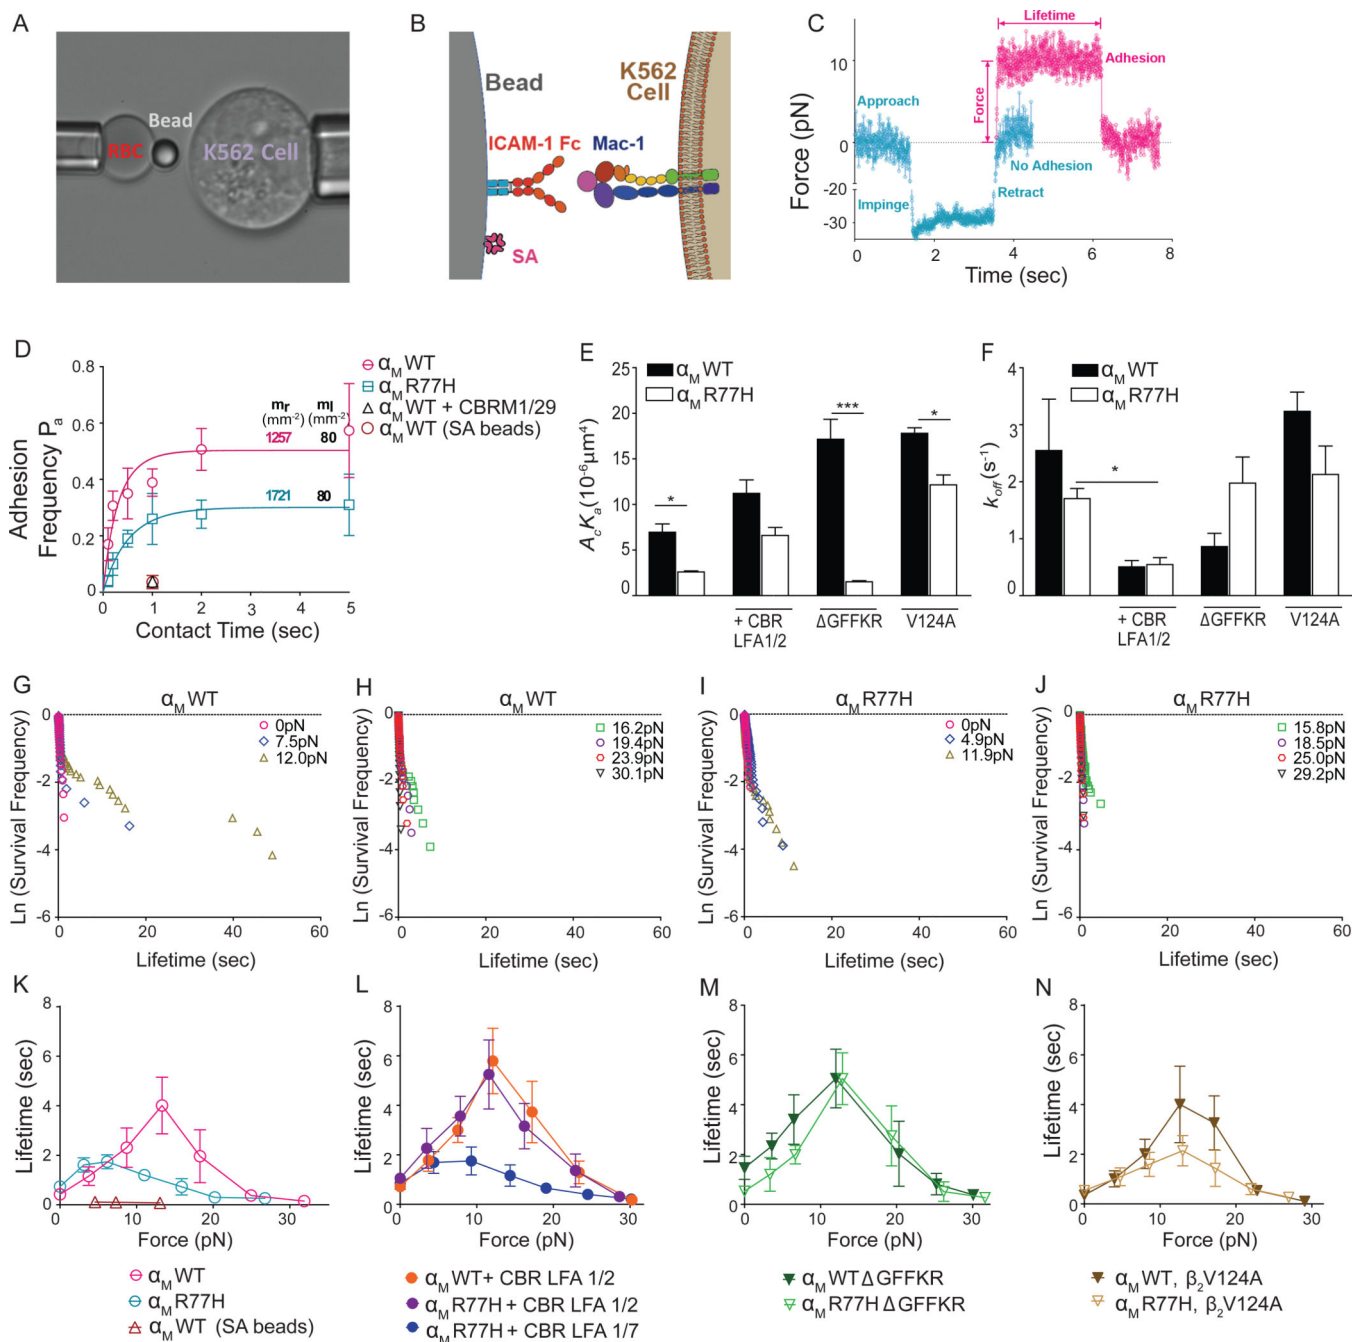 A
RBC
Bead
K562 Cell
B
Bead
K562
Cell
ICAM-1 Fc
Mac-1
SA
C
Lifetime
Adhesion
Approach
Force
No Adhesion
Impinge
Retract
Force (pN)
10
0
-20
-30
2
4
6
8
Time (sec)
D
Adhesion
Frequency Pa
0.8
0.6
0.4
0.2
0
mr
(mm-2)
ml
(mm-2)
1257
80
1721
80
0
1
2
3
4
5
Contact Time (sec)
αM WT
αM R77H
αM WT + CBRM1/29
αM WT (SA beads)
E
AcKa(10-6μm4)
25
20
15
10
5
0
αM WT
αM R77H
*
***
*
+ CBR
LFA1/2
ΔGFFKR
V124A
F
koff(s-1)
4
3
2
1
0
αM WT
αM R77H
*
+ CBR
LFA1/2
ΔGFFKR
V124A
G
αM WT
Ln (Survival Frequency)
0
-2
-4
-6
0pN
7.5pN
12.0pN
0
20
40
60
Lifetime (sec)
H
αM WT
Ln (Survival Frequency)
0
-2
-4
-6
16.2pN
19.4pN
23.9pN
30.1pN
0
20
40
60
Lifetime (sec)
I
αM R77H
Ln (Survival Frequency)
0
-2
-4
-6
0pN
4.9pN
11.9pN
0
20
40
60
Lifetime (sec)
J
αM R77H
Ln (Survival Frequency)
0
-2
-4
-6
15.8pN
18.5pN
25.0pN
29.2pN
0
20
40
60
Lifetime (sec)
K
Lifetime (sec)
8
6
4
2
0
0
10
20
30
Force (pN)
αM WT
αM R77H
αM WT (SA beads)
L
Lifetime (sec)
8
6
4
2
0
0
10
20
30
Force (pN)
αM WT+ CBR LFA 1/2
αM R77H + CBR LFA 1/2
αM R77H + CBR LFA 1/7
M
Lifetime (sec)
8
6
4
2
0
0
10
20
30
Force (pN)
αM WT ΔGFFKR
αM R77H ΔGFFKR
N
Lifetime (sec)
8
6
4
2
0
0
10
20
30
Force (pN)
αM WT, β2V124A
αM R77H, β2V124A